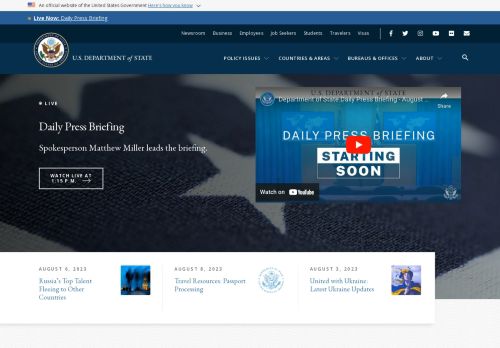 An official website of the United States Government Here's how you know
Live Now: Daily Press Briefing
Newsroom Business Employees Job Seekers Students Travelers Visas
U.S. DEPARTMENT of STATE
POLICY ISSUES COUNTRIES & AREAS BUREAUS & OFFICES ABOUT
LIVE
Daily Press Briefing
Spokesperson Matthew Miller leads the briefing.
WATCH LIVE AT
1:15 P.M.
U.S. DEPARTMENT of STATE
Department of State Daily Press Briefing - August ...
Share
DAILY PRESS BRIEFING
STARTING
SOON
Watch on YouTube
AUGUST 6, 2023
Russia's Top Talent
Fleeing to Other
Countries
AUGUST 8, 2023
Travel Resources: Passport
Processing
AUGUST 3, 2023
United with Ukraine:
Latest Ukraine Updates